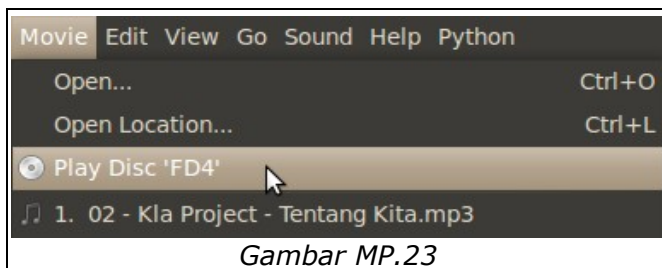 Movie Edit View Go Sound Help Python
Open... Ctrl+O
Open Location... Ctrl+L
Play Disc 'FD4'
1. 02 - Kla Project - Tentang Kita.mp3
Gambar MP.23